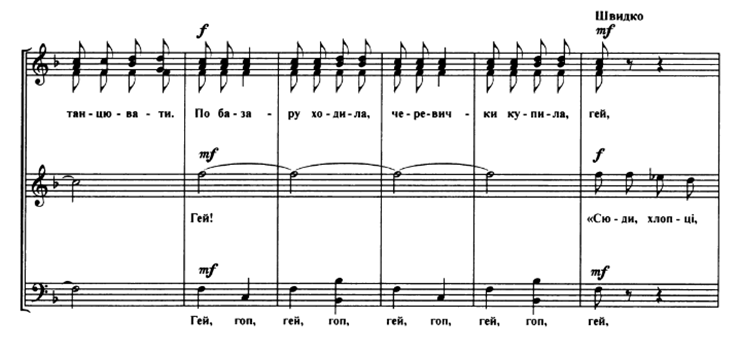 Швидко
f mf
тан - цю - ва - ти. По ба - за - ру хо - ди - ла, че - ре - вич - ки ку - пи - ла, гей,
mf f
Гей! «Сю - ди, хлоп - ці,
mf mf
Гей, гоп, гей, гоп, гей, гоп, гей, гоп, гей,